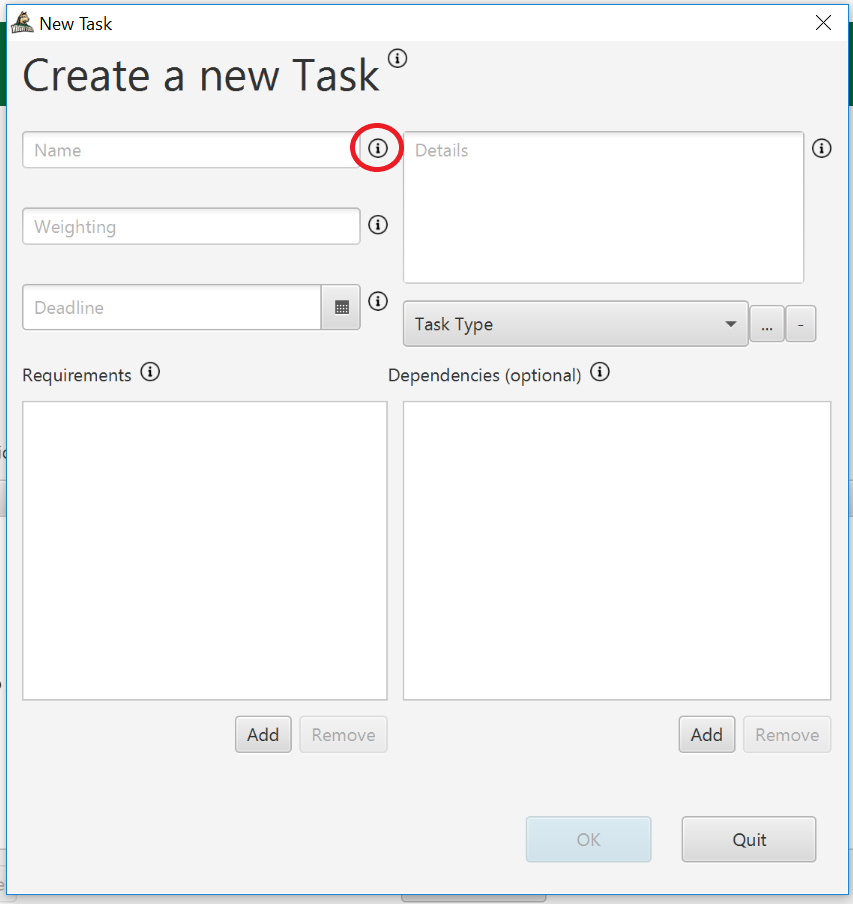 New Task
Create a new Task
Name
Details
Weighting
Deadline
Task Type
...
-
Requirements
Dependencies (optional)
Add
Remove
Add
Remove
OK
Quit